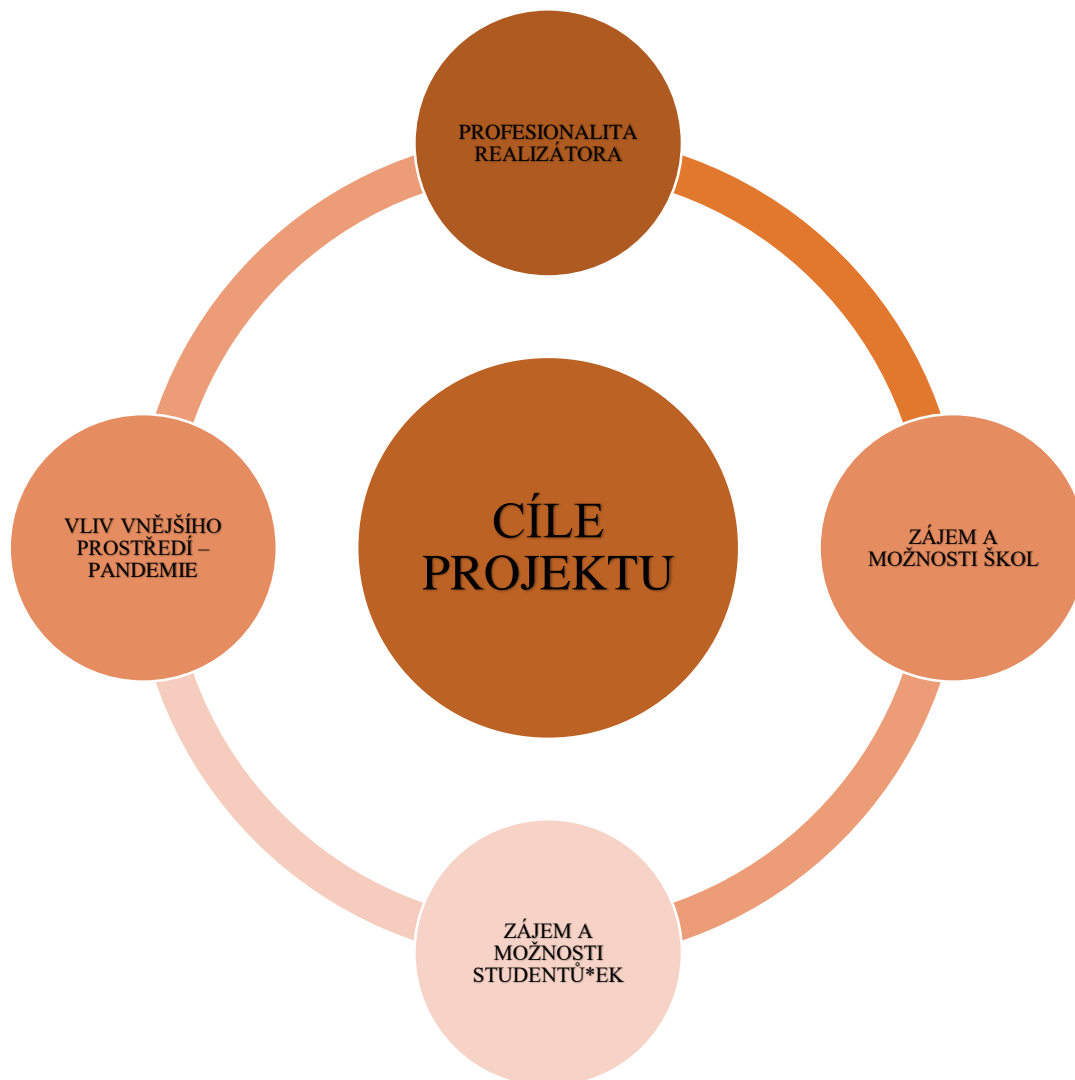 PROFESIONALITA
REALIZÁTORA
VLIV VNĚJŠÍHO
PROSTŘEDÍ –
PANDEMIE
CÍLE
PROJEKTU
ZÁJEM A
MOŽNOSTI ŠKOL
ZÁJEM A
MOŽNOSTI
STUDENTŮ*EK